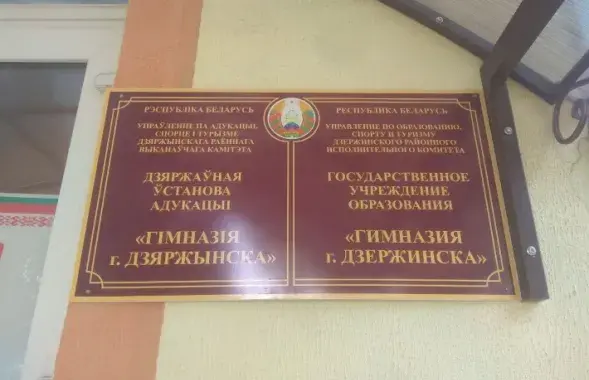 РЭСПУБЛІКА БЕЛАРУСЬ
УПРАЎЛЕННЕ ПА АДУКАЦЫІ,
СПОРЦЕ І ТУРЫЗМЕ
ДЗЯРЖЫНСКАГА РАЁННАГА
ВЫКАНАЎЧАГА КАМІТЭТА
ДЗЯРЖАЎНАЯ
ЎСТАНОВА
АДУКАЦЫІ
«ГІМНАЗІЯ
г. ДЗЯРЖЫНСКА»
РЕСПУБЛИКА БЕЛАРУСЬ
УПРАВЛЕНИЕ ПО ОБРАЗОВАНИЮ,
СПОРТУ И ТУРИЗМУ
ДЗЕРЖИНСКОГО РАЙОННОГО
ИСПОЛНИТЕЛЬНОГО КОМИТЕТА
ГОСУДАРСТВЕННОЕ
УЧРЕЖДЕНИЕ
ОБРАЗОВАНИЯ
«ГИМНАЗИЯ
г. ДЗЕРЖИНСКА»